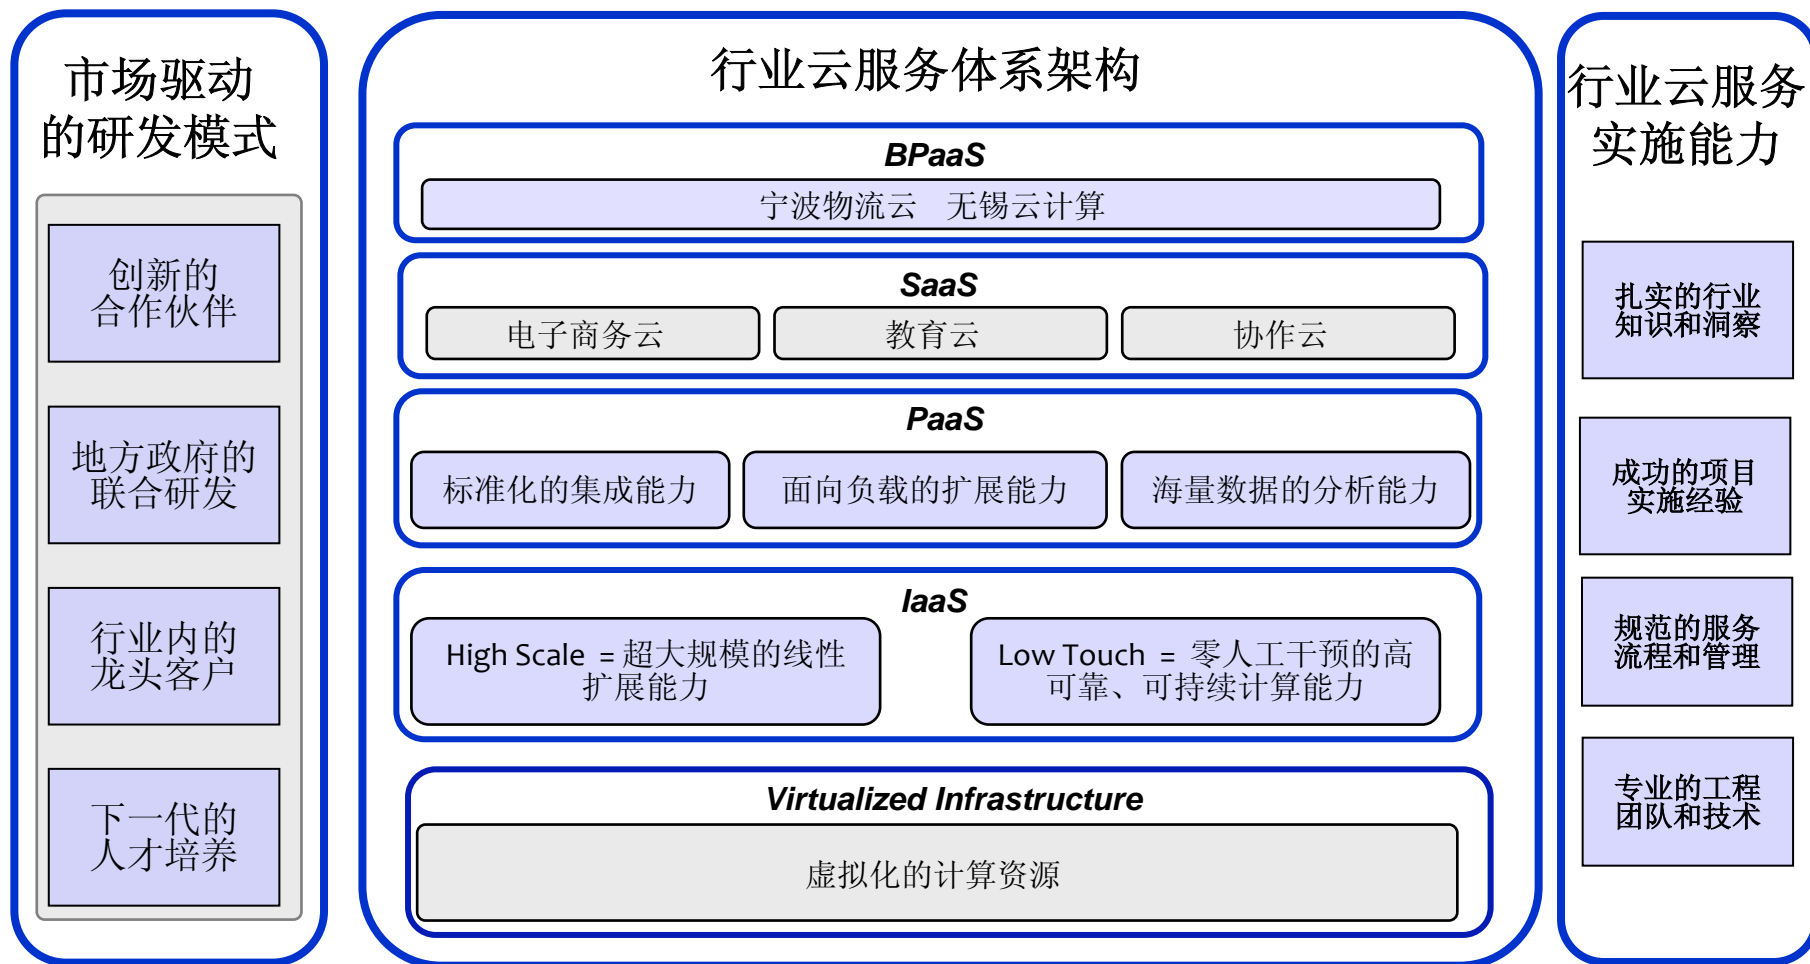 市场驱动
的研发模式
创新的
合作伙伴
地方政府的
联合研发
行业内的
龙头客户
下一代的
人才培养
行业云服务体系架构
BPaaS
宁波物流云 无锡云计算
SaaS
电子商务云
教育云
协作云
PaaS
标准化的集成能力
面向负载的扩展能力
海量数据的分析能力
IaaS
High Scale = 超大规模的线性
扩展能力
Low Touch = 零人工干预的高
可靠、可持续计算能力
Virtualized Infrastructure
虚拟化的计算资源
行业云服务
实施能力
扎实的行业
知识和洞察
成功的项目
实施经验
规范的服务
流程和管理
专业的工程
团队和技术